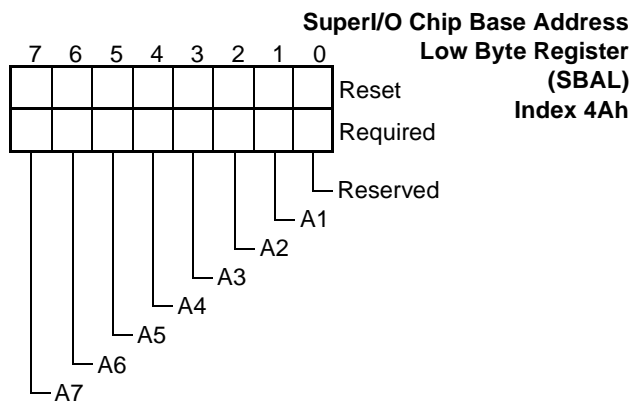 SuperI/O Chip Base Address
Low Byte Register
(SBAL)
Index 4Ah
7 6 5 4 3 2 1 0
Reset
Required
Reserved
A1
A2
A3
A4
A5
A6
A7